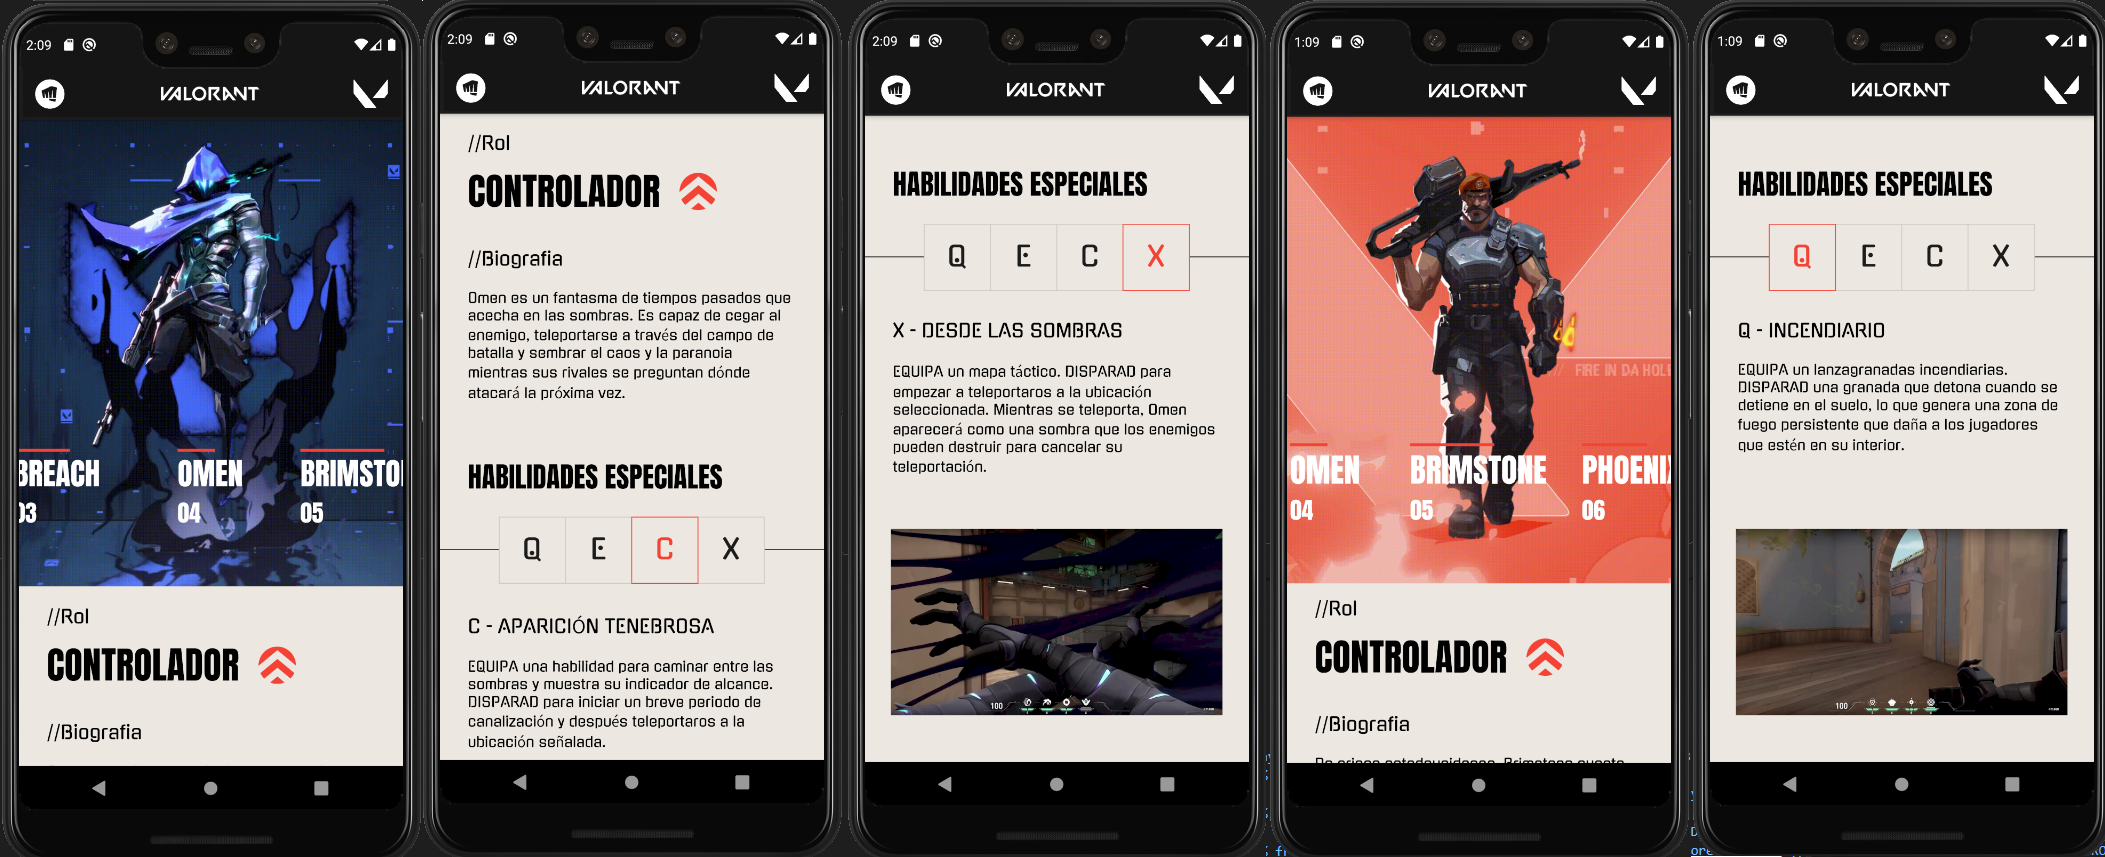 2:09
VALORANT
BREACH
OMEN
BRIMSTO
03
04
05
//Rol
CONTROLADOR
//Biografia
2:09
VALORANT
//Rol
CONTROLADOR
//Biografia
Omen es un fantasma de tiempos pasados que
acecha en las sombras. Es capaz de cegar al
enemigo, teleportarse a través del campo de
batalla y sembrar el caos y la paranoia
mientras sus rivales se preguntan dónde
atacará la próxima vez.
HABILIDADES ESPECIALES
Q E C X
C - APARICIÓN TENEBROSA
EQUIPA una habilidad para caminar entre las
sombras y muestra su indicador de alcance.
DISPARAD para iniciar un breve periodo de
canalización y después teleportaros a la
ubicación señalada.
2:09
VALORANT
HABILIDADES ESPECIALES
Q E C X
X - DESDE LAS SOMBRAS
EQUIPA un mapa táctico. DISPARAD para
empezar a teleportaros a la ubicación
seleccionada. Mientras se teleporta, Omen
aparecerá como una sombra que los enemigos
pueden destruir para cancelar su
teleportación.
100
1:09
VALORANT
FIRE IN DA HOL
OMEN
BRIMSTONE
PHOENIX
04
05
06
//Rol
CONTROLADOR
//Biografia
1:09
VALORANT
HABILIDADES ESPECIALES
Q E C X
Q - INCENDIARIO
EQUIPA un lanzagranadas incendiarias.
DISPARAD una granada que detona cuando se
detiene en el suelo, lo que genera una zona de
fuego persistente que daña a los jugadores
que estén en su interior.
100